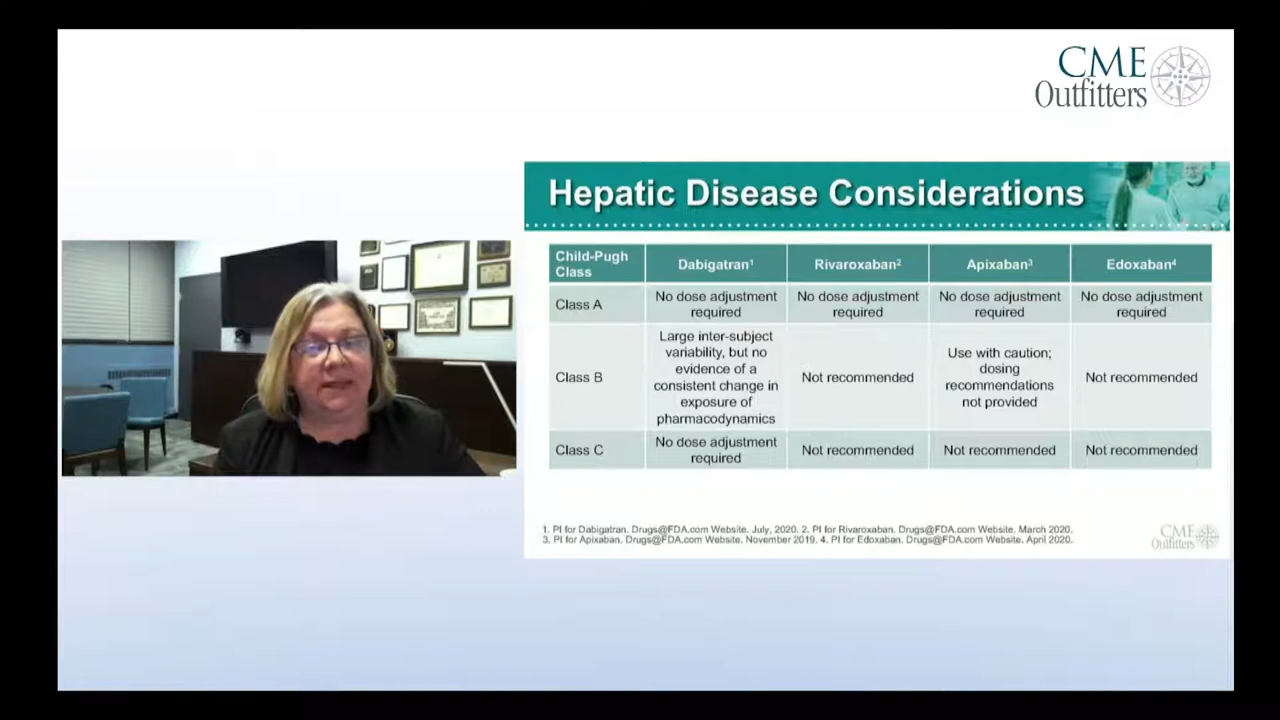 CME
Outfitters
Hepatic Disease Considerations
Child-Pugh
Class
Dabigatran¹
Rivaroxaban²
Apixaban³
Edoxaban⁴
Class A
No dose adjustment
required
No dose adjustment
required
No dose adjustment
required
No dose adjustment
required
Class B
Large inter-subject
variability, but no
evidence of a
consistent change in
exposure of
pharmacodynamics
Not recommended
Use with caution;
dosing
recommendations
not provided
Not recommended
Class C
No dose adjustment
required
Not recommended
Not recommended
Not recommended
1. PI for Dabigatran. Drugs@FDA.com Website. July, 2020. 2. PI for Rivaroxaban. Drugs@FDA.com Website. March 2020.
3. PI for Apixaban. Drugs@FDA.com Website. November 2019. 4. PI for Edoxaban. Drugs@FDA.com Website. April 2020.
CME
Outfitters